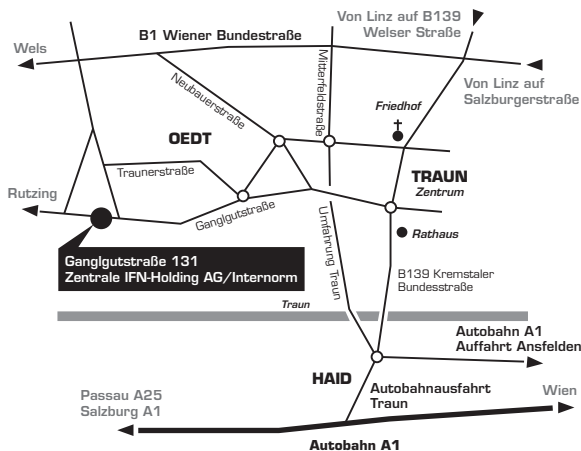 Von Linz auf B139
Welser Straße
B1 Wiener Bundestraße
Wels
Von Linz auf
Salzburgerstraße
Neubauerstraße
Mitterfeldstraße
Friedhof
OEDT
Traunerstraße
TRAUN
Zentrum
Rutzing
Ganglgutstraße
Umfahrung Traun
Rathaus
Ganglgutstraße 131
Zentrale IFN-Holding AG/Internorm
B139 Kremstaler
Bundesstraße
Traun
Autobahn A1
Auffahrt Ansfelden
HAID
Autobahnausfahrt
Traun
Passau A25
Salzburg A1
Wien
Autobahn A1